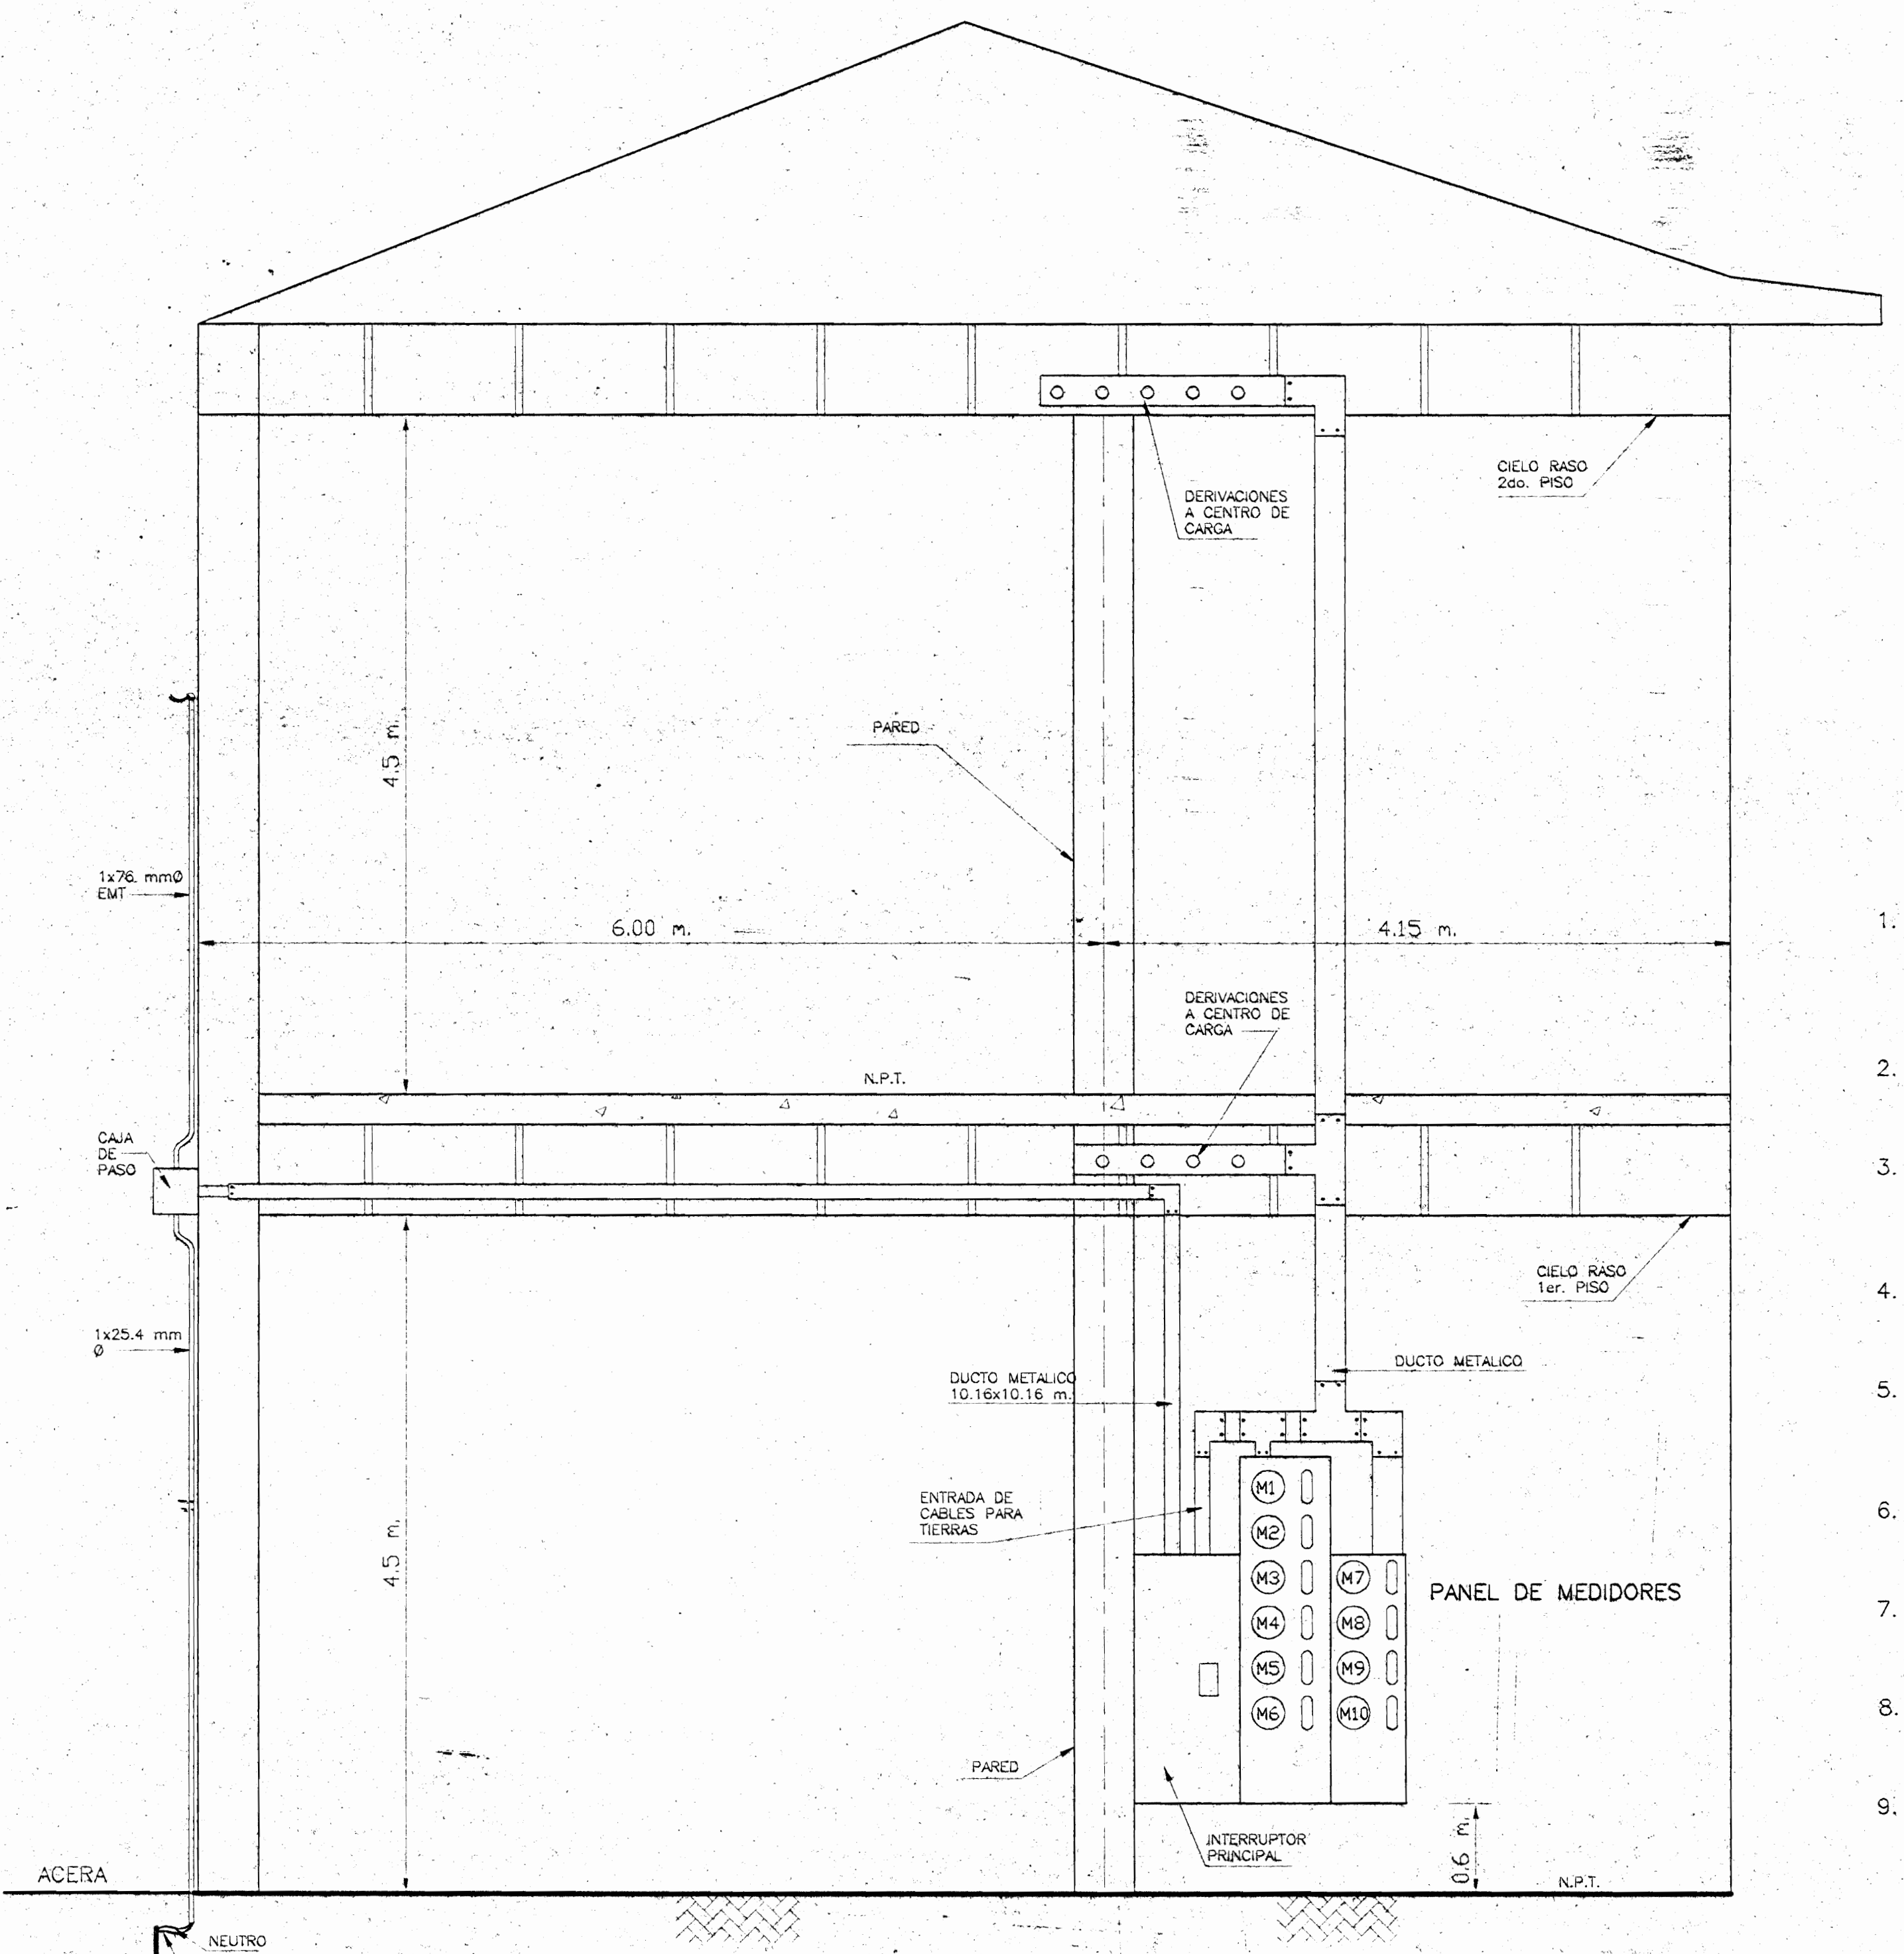 CIELO RASO
2do. PISO
DERIVACIONES
A CENTRO DE
CARGA
PARED
4.5 m.
1x76. mmØ
EMT
6.00 m.
4.15 m.
1.
DERIVACIONES
A CENTRO DE
CARGA
N.P.T.
2.
CAJA
DE
PASO
3.
CIELO RASO
1er. PISO
4.
1x25.4 mm
Ø
DUCTO METALICO
10.16x10.16 m.
DUCTO METALICO
5.
ENTRADA DE
CABLES PARA
TIERRAS
6.
4.5 m.
M1
M2
M3
M4
M5
M6
M7
M8
M9
M10
PANEL DE MEDIDORES
7.
8.
PARED
9.
INTERRUPTOR
PRINCIPAL
0.6 m.
ACERA
N.P.T.
NEUTRO